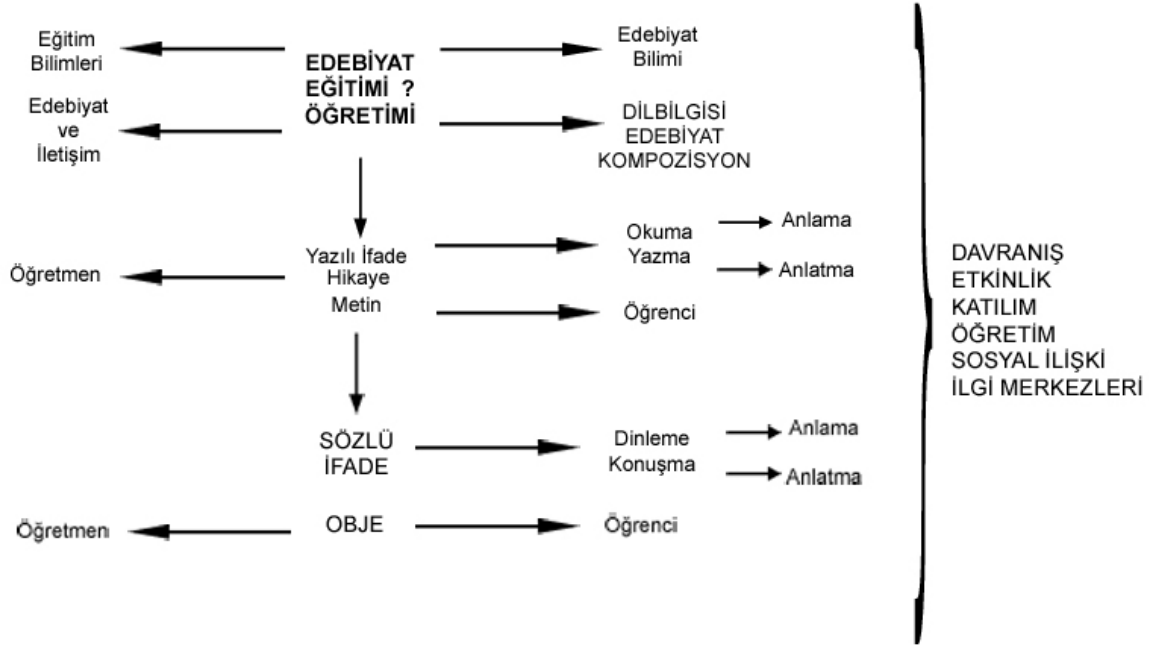 Eğitim
Bilimleri
EDEBİYAT
EĞİTİMİ ?
ÖĞRETİMİ
Edebiyat
Bilimi
Edebiyat
ve
İletişim
DİLBİLGİSİ
EDEBİYAT
KOMPOZİSYON
Öğretmen
Yazılı İfade
Hikaye
Metin
Okuma
Yazma
Anlama
Anlatma
Öğrenci
SÖZLÜ
İFADE
Dinleme
Konuşma
Anlama
Anlatma
Öğretmen
OBJE
Öğrenci
DAVRANIŞ
ETKİNLİK
KATILIM
ÖĞRETİM
SOSYAL İLİŞKİ
İLGİ MERKEZLERİ